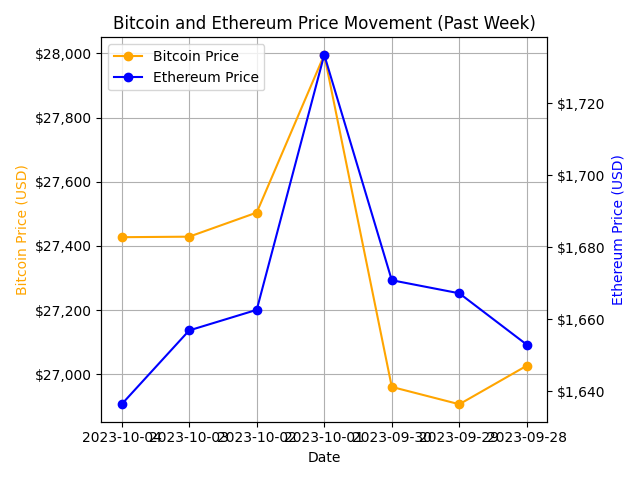 Bitcoin and Ethereum Price Movement (Past Week)
Bitcoin Price
Ethereum Price
$28,000
$27,800
$27,600
$27,400
$27,200
$27,000
Bitcoin Price (USD)
$1,720
$1,700
$1,680
$1,660
$1,640
Ethereum Price (USD)
2023-10-04 2023-10-03 2023-10-02 2023-10-01 2023-09-30 2023-09-29 2023-09-28
Date